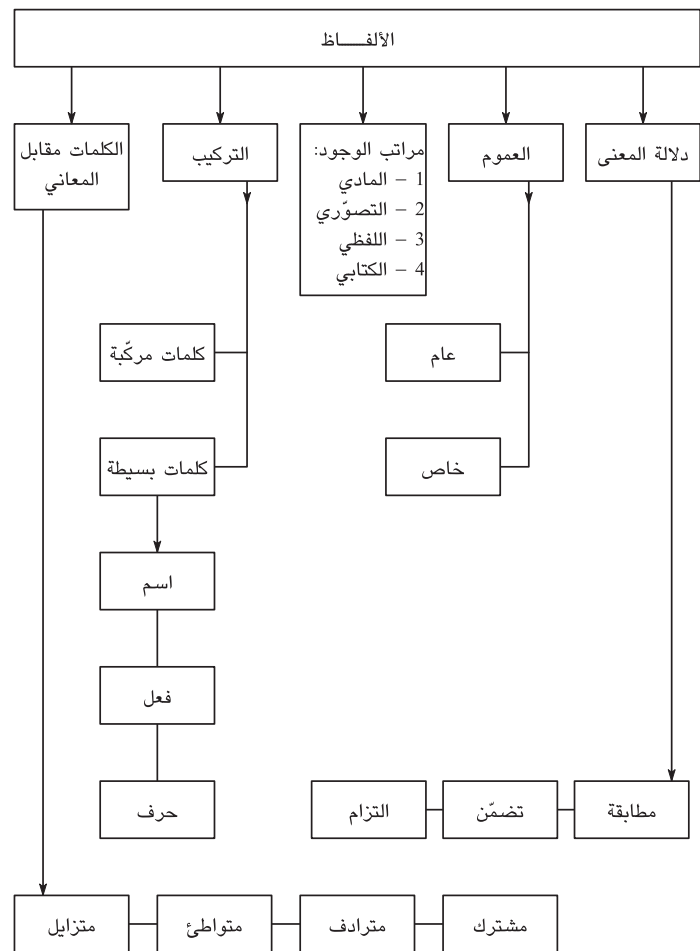 الألفــــاظ
دلالة المعنى
العموم
مراتب الوجود:
1 – المادي
2 – التصوّري
3 – اللفظي
4 – الكتابي
التركيب
الكلمات مقابل
المعاني
عام
كلمات مركّبة
خاص
كلمات بسيطة
اسم
فعل
مطابقة
تضمّن
التزام
حرف
مشترك
مترادف
متواطئ
متزايل